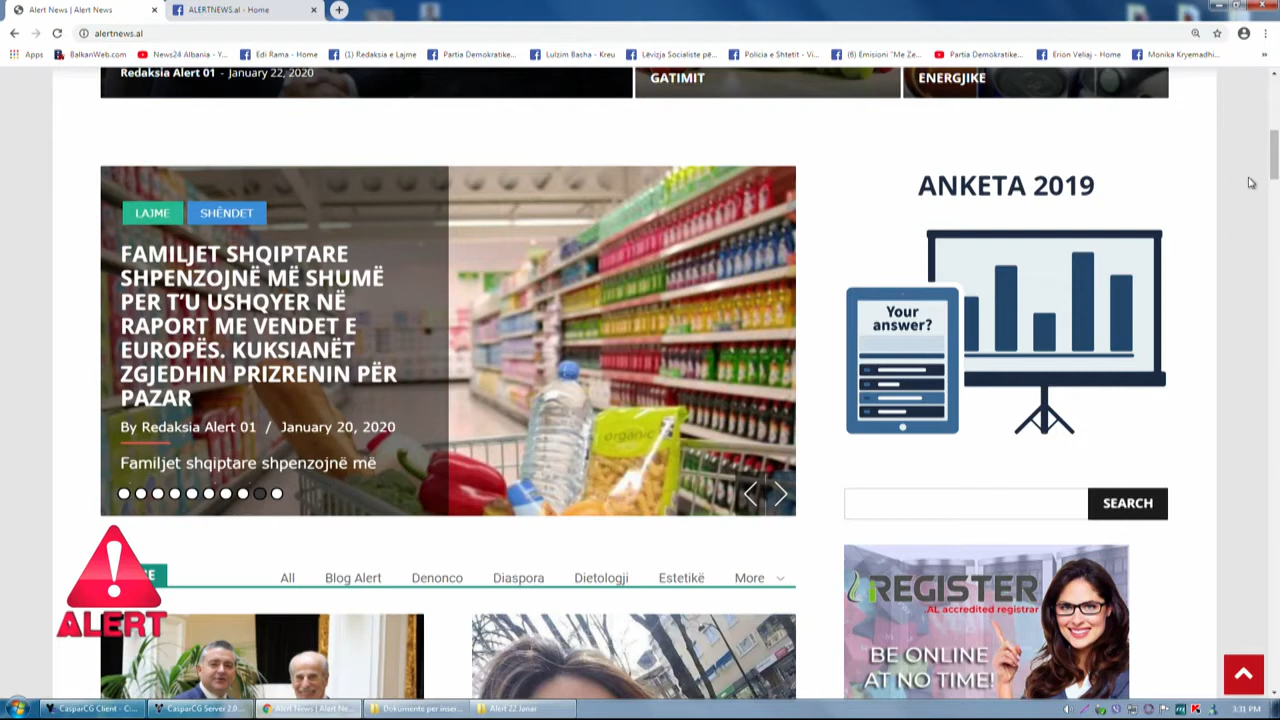 Alert News | Alert News
ALERTNEWS.al - Home
alertnews.al
Apps
BalkanWeb.com
News24 Albania - Y...
Edi Rama - Home
(1) Redaksia e Lajme
Partia Demokratike...
Lulzim Basha - Kreu
Lëvizja Socialiste pë...
Policia e Shtetit - Vi...
(6) Emisioni "Me Ze...
Partia Demokratike...
Erion Veliaj - Home
Monika Kryemadhi...
»
Redaksia Alert 01 - January 22, 2020
GATIMIT
ENERGJIKE
LAJME
SHËNDET
FAMILJET SHQIPTARE
SHPENZOJNË MË SHUMË
PER T'U USHQYER NË
RAPORT ME VENDET E
EUROPËS. KUKSIANËT
ZGJEDHIN PRIZRENIN PËR
PAZAR
By Redaksia Alert 01 / January 20, 2020
Familjet shqiptare shpenzojnë më
organic
ANKETA 2019
Your
answer?
SEARCH
All
Blog Alert
Denonco
Diaspora
Dietologji
Estetikë
More
ALERT
REGISTER
.AL accredited registrar
BE ONLINE
AT NO TIME!
CasparCG Client - C...
CasparCG Server 2.0...
Alert News | Alert Ne...
Dokumente per inser...
Alert 22 Janar
3:31 PM